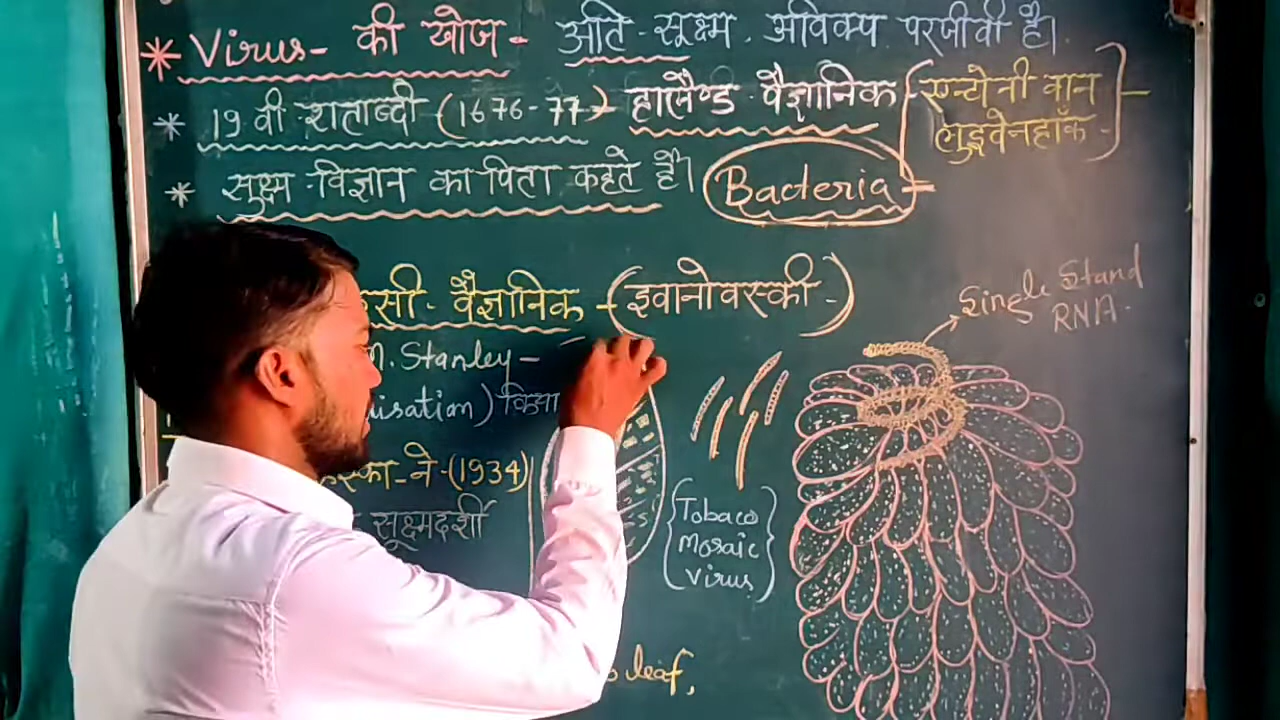 * Virus - की खोज - अति-सूक्ष्म, अविकल्प परजीवी है।
* 19 वी शताब्दी (1676-77) हालैण्ड वैज्ञानिक (एन्टोनी वान
लुइवेनहॉक -)
* सुक्ष्म-विज्ञान का पिता कहते है। Bacteria
वैज्ञानिक - (इवानोवस्की -)
Single Stand
RNA.
M. Stanley -
किया
ने - (1934)
सूक्ष्मदर्शी
{Tobaco
Mosaic
Virus}
leaf,